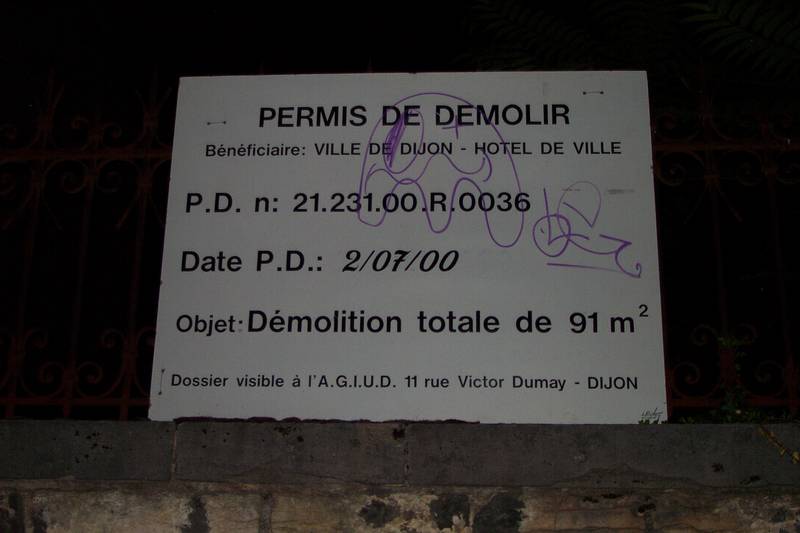 PERMIS DE DEMOLIR
Bénéficiaire: VILLE DE DIJON - HOTEL DE VILLE
P.D. n: 21.231.00.R.0036
Date P.D.: 2/07/00
Objet: Démolition totale de 91 m²
Dossier visible à l'A.G.I.U.D. 11 rue Victor Dumay - DIJON